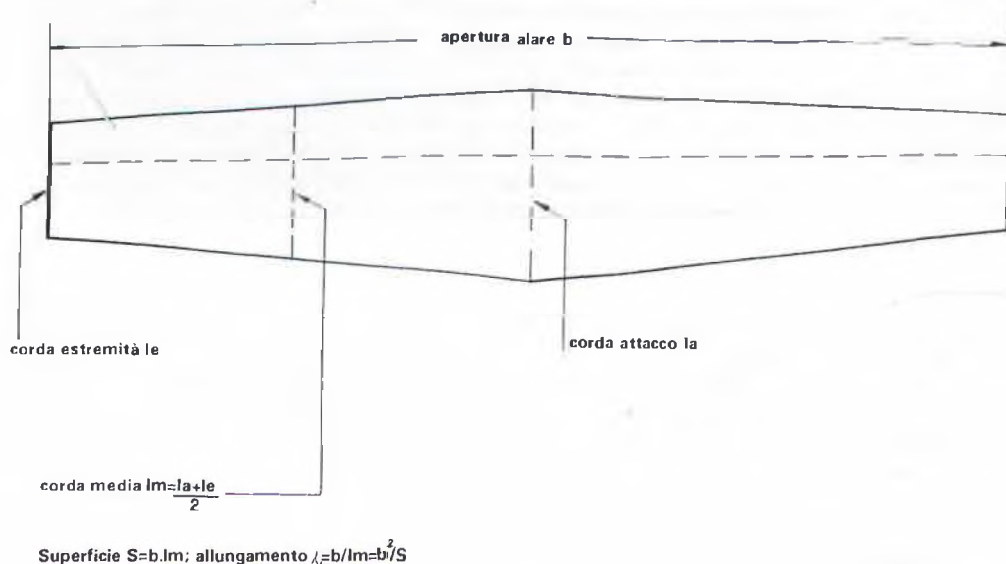 apertura alare b
corda estremità le
corda attacco la
corda media lm=la+le/2
Superficie S=b.lm; allungamento λ=b/lm=b²/S